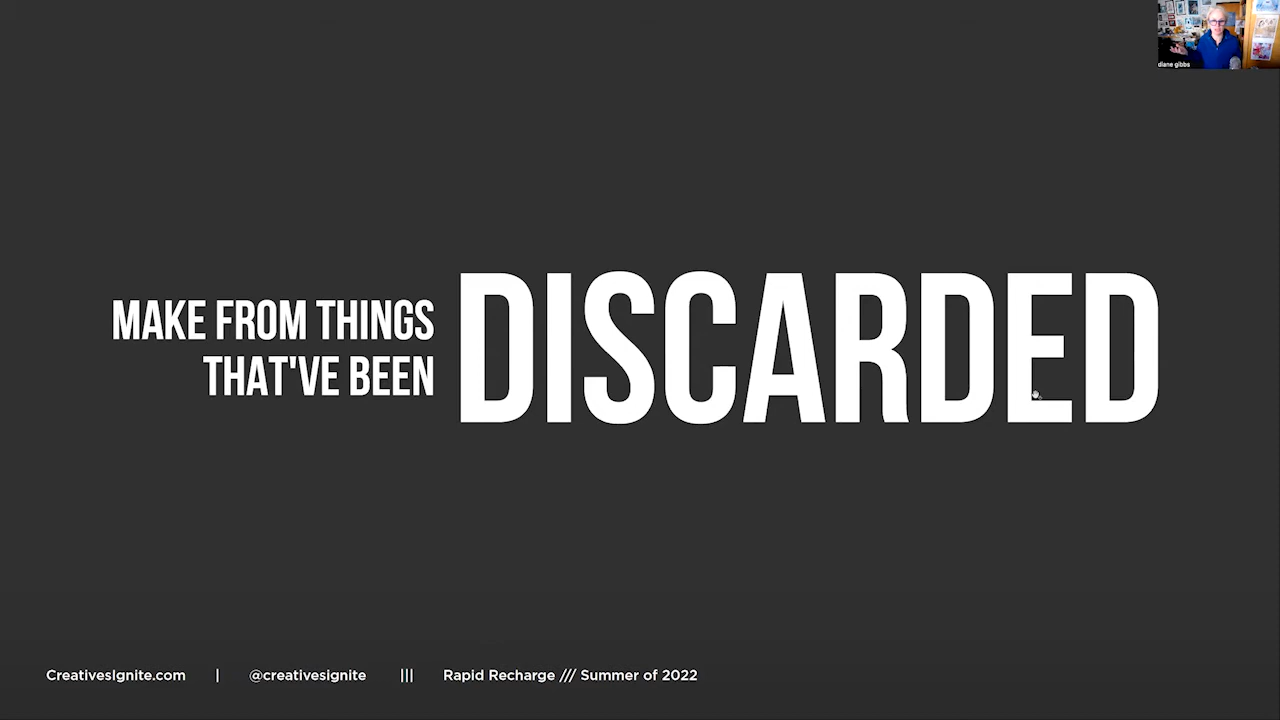 diane gibbs
MAKE FROM THINGS
THAT'VE BEEN
DISCARDED
CreativesIgnite.com | @creativesignite ||| Rapid Recharge /// Summer of 2022